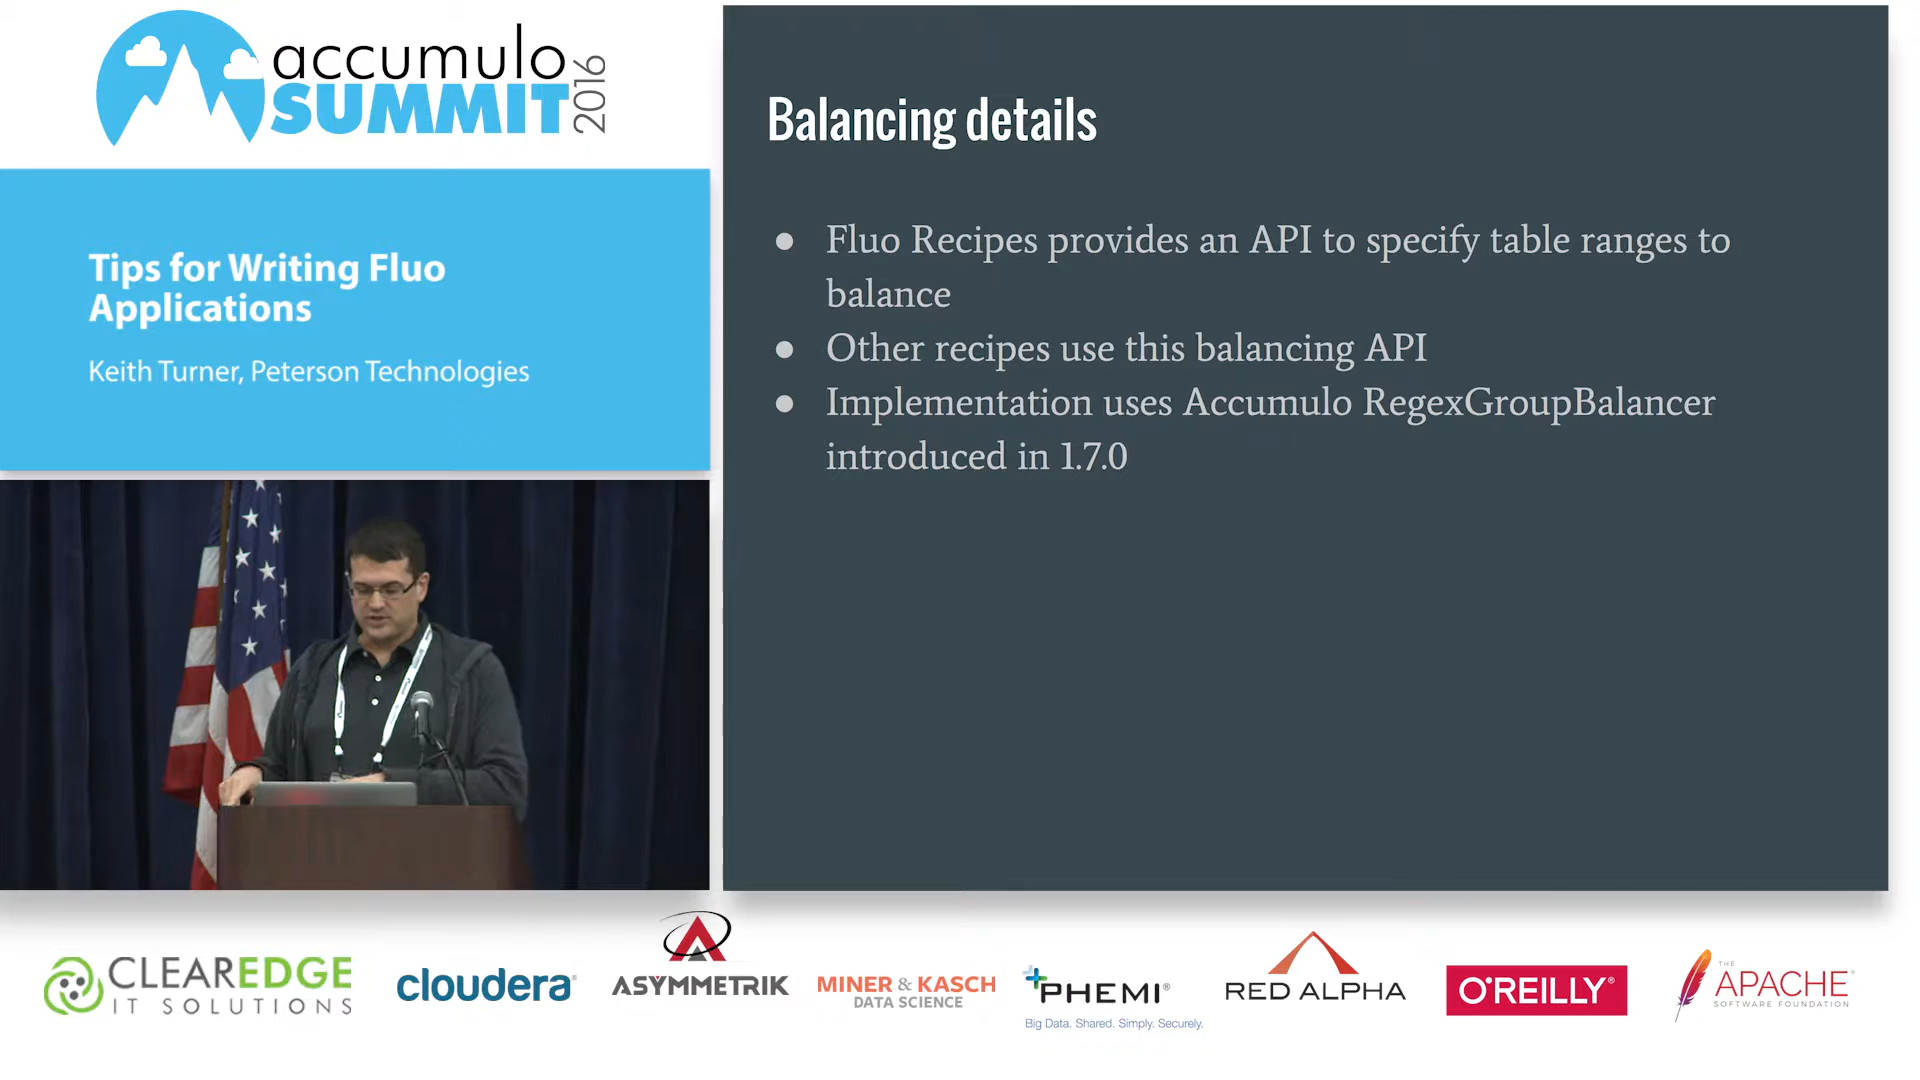 accumulo
SUMMIT 2016
Tips for Writing Fluo
Applications
Keith Turner, Peterson Technologies
Balancing details
● Fluo Recipes provides an API to specify table ranges to
balance
● Other recipes use this balancing API
● Implementation uses Accumulo RegexGroupBalancer
introduced in 1.7.0
CLEAREDGE
IT SOLUTIONS
cloudera
ASYMMETRIK
MINER & KASCH
DATA SCIENCE
PHEMI®
Big Data. Shared. Simply. Securely.
RED ALPHA
O'REILLY®
THE
APACHE
SOFTWARE FOUNDATION